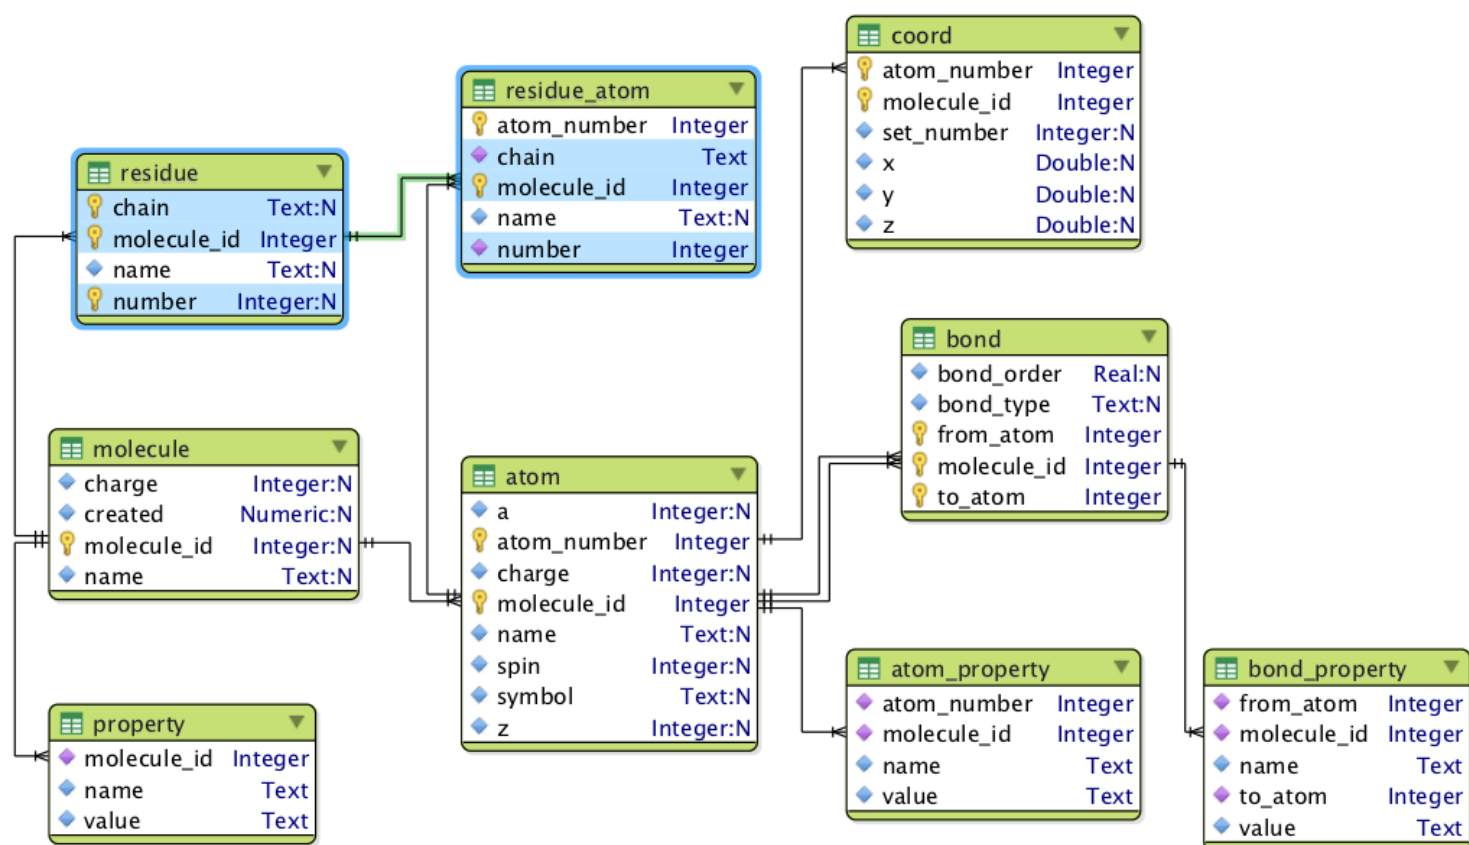 residue
chain Text:N
molecule_id Integer
name Text:N
number Integer:N
residue_atom
atom_number Integer
chain Text
molecule_id Integer
name Text:N
number Integer
coord
atom_number Integer
molecule_id Integer
set_number Integer:N
x Double:N
y Double:N
z Double:N
molecule
charge Integer:N
created Numeric:N
molecule_id Integer:N
name Text:N
atom
a Integer:N
atom_number Integer
charge Integer:N
molecule_id Integer
name Text:N
spin Integer:N
symbol Text:N
z Integer:N
bond
bond_order Real:N
bond_type Text:N
from_atom Integer
molecule_id Integer
to_atom Integer
property
molecule_id Integer
name Text
value Text
atom_property
atom_number Integer
molecule_id Integer
name Text
value Text
bond_property
from_atom Integer
molecule_id Integer
name Text
to_atom Integer
value Text